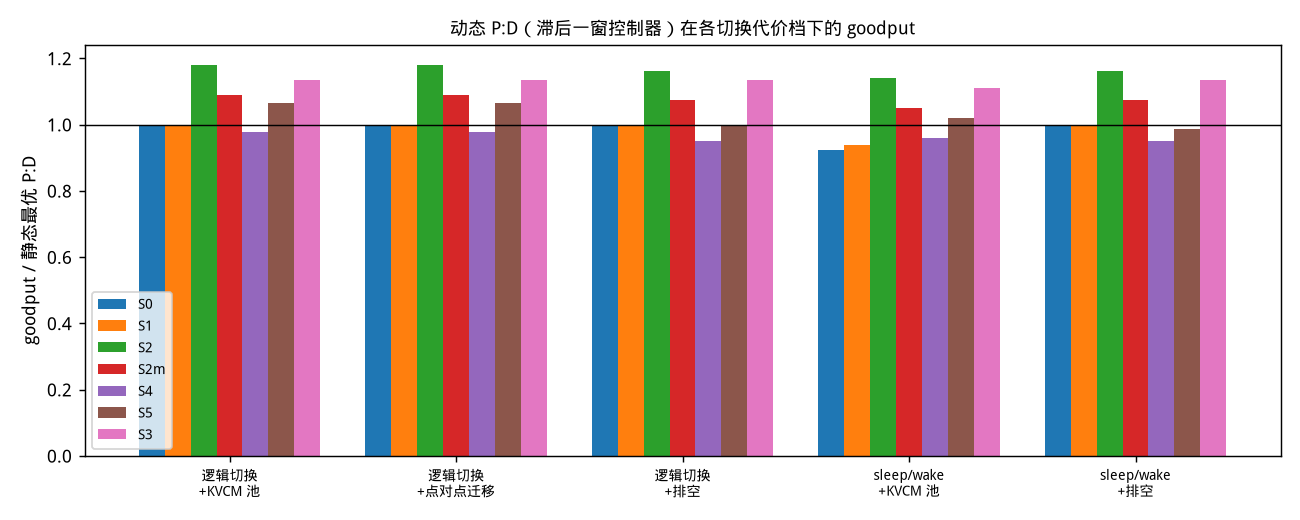 动态 P:D（滞后一窗控制器）在各切换代价档下的 goodput
goodput / 静态最优 P:D
1.2
1.0
0.8
0.6
0.4
0.2
0.0
S0
S1
S2
S2m
S4
S5
S3
逻辑切换
+KVCM 池
逻辑切换
+点对点迁移
逻辑切换
+排空
sleep/wake
+KVCM 池
sleep/wake
+排空